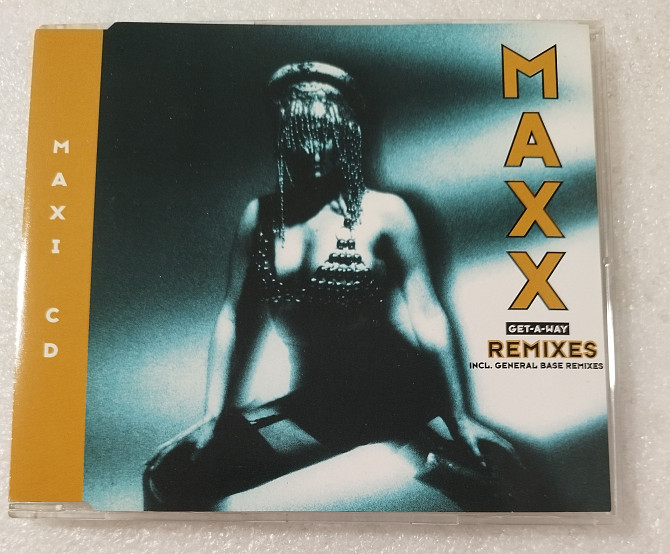 MAXI CD
MAXX
GET-A-WAY
REMIXES
INCL. GENERAL BASE REMIXES